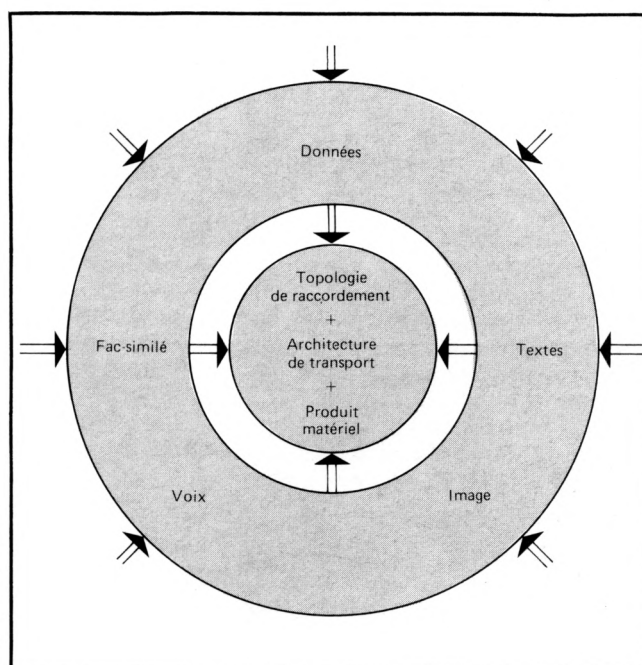 Données
Topologie
de raccordement
+
Fac-similé
Architecture
de transport
Textes
+
Produit
matériel
Voix
Image